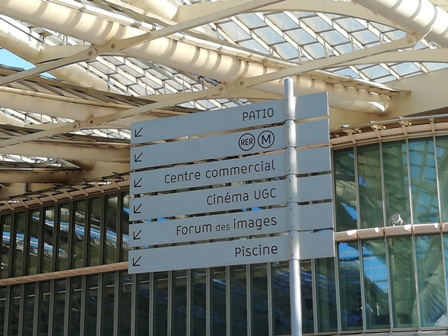 PATIO
RER M
Centre commercial
Cinéma UGC
Forum des images
Piscine